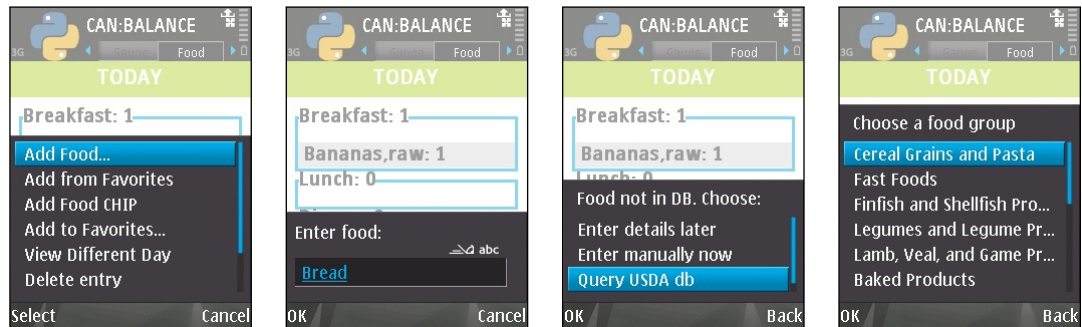 CAN:BALANCE
3G
Food
TODAY
Breakfast: 1
Add Food...
Add from Favorites
Add Food CHIP
Add to Favorites...
View Different Day
Delete entry
Select Cancel
CAN:BALANCE
3G
Food
TODAY
Breakfast: 1
Bananas,raw: 1
Lunch: 0
Enter food:
abc
Bread
OK Cancel
CAN:BALANCE
3G
Food
TODAY
Breakfast: 1
Bananas,raw: 1
Lunch: 0
Food not in DB. Choose:
Enter details later
Enter manually now
Query USDA db
OK Back
CAN:BALANCE
3G
Food
TODAY
Choose a food group
Cereal Grains and Pasta
Fast Foods
Finfish and Shellfish Pro...
Legumes and Legume Pr...
Lamb, Veal, and Game Pr...
Baked Products
OK Back